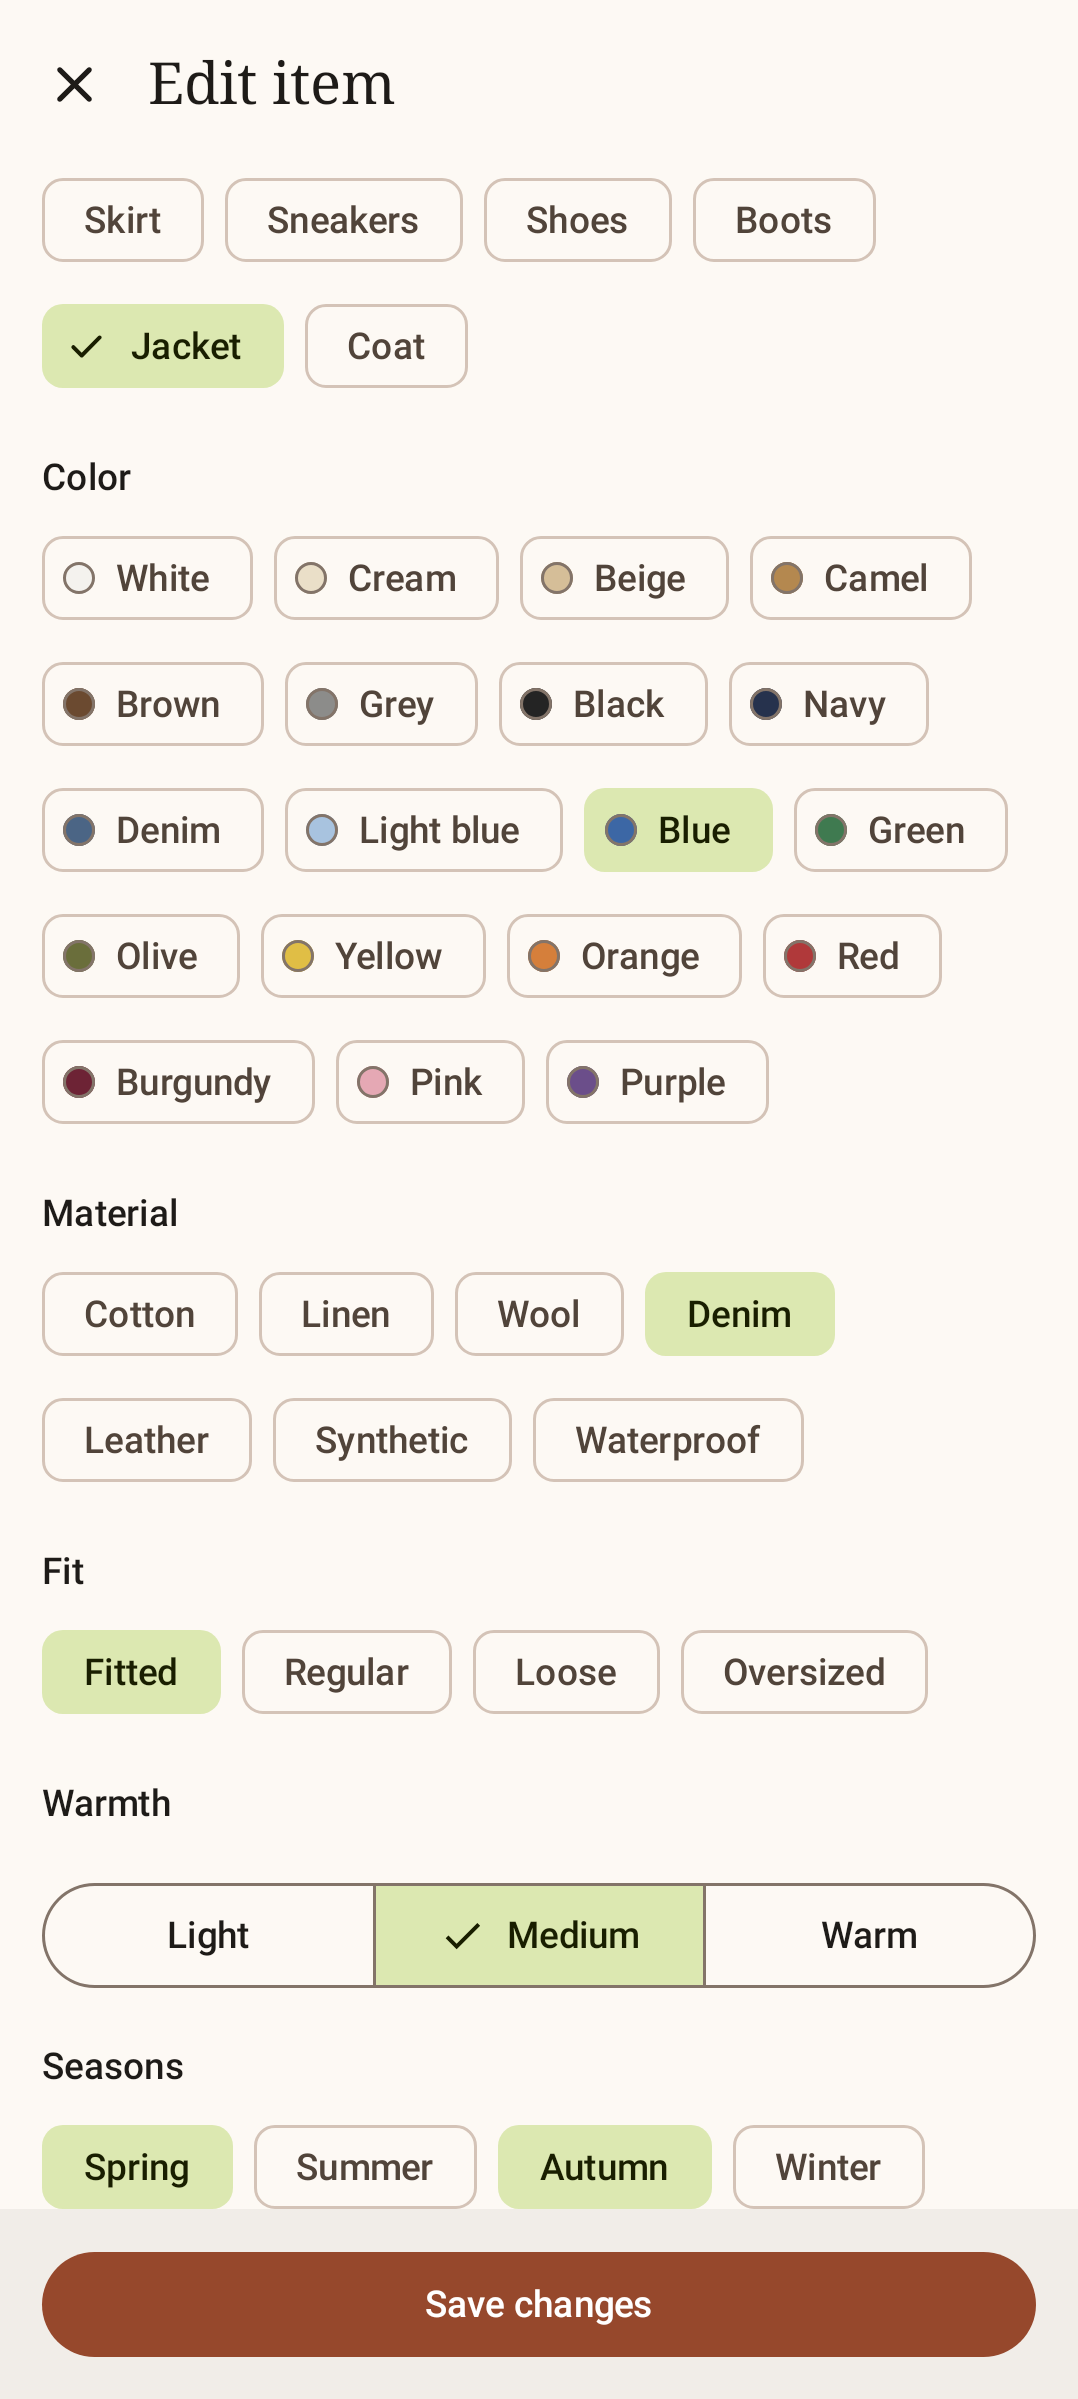 Edit item
Skirt Sneakers Shoes Boots
Jacket Coat
Color
White Cream Beige Camel
Brown Grey Black Navy
Denim Light blue Blue Green
Olive Yellow Orange Red
Burgundy Pink Purple
Material
Cotton Linen Wool Denim
Leather Synthetic Waterproof
Fit
Fitted Regular Loose Oversized
Warmth
Light Medium Warm
Seasons
Spring Summer Autumn Winter
Save changes